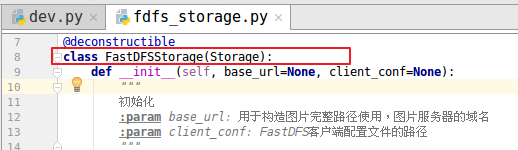 dev.py × fdfs_storage.py ×
7 @deconstructible
8 class FastDFSStorage(Storage):
9 def __init__(self, base_url=None, client_conf=None):
10 """
11 初始化
12 :param base_url: 用于构造图片完整路径使用，图片服务器的域名
13 :param client_conf: FastDFS客户端配置文件的路径
14 """